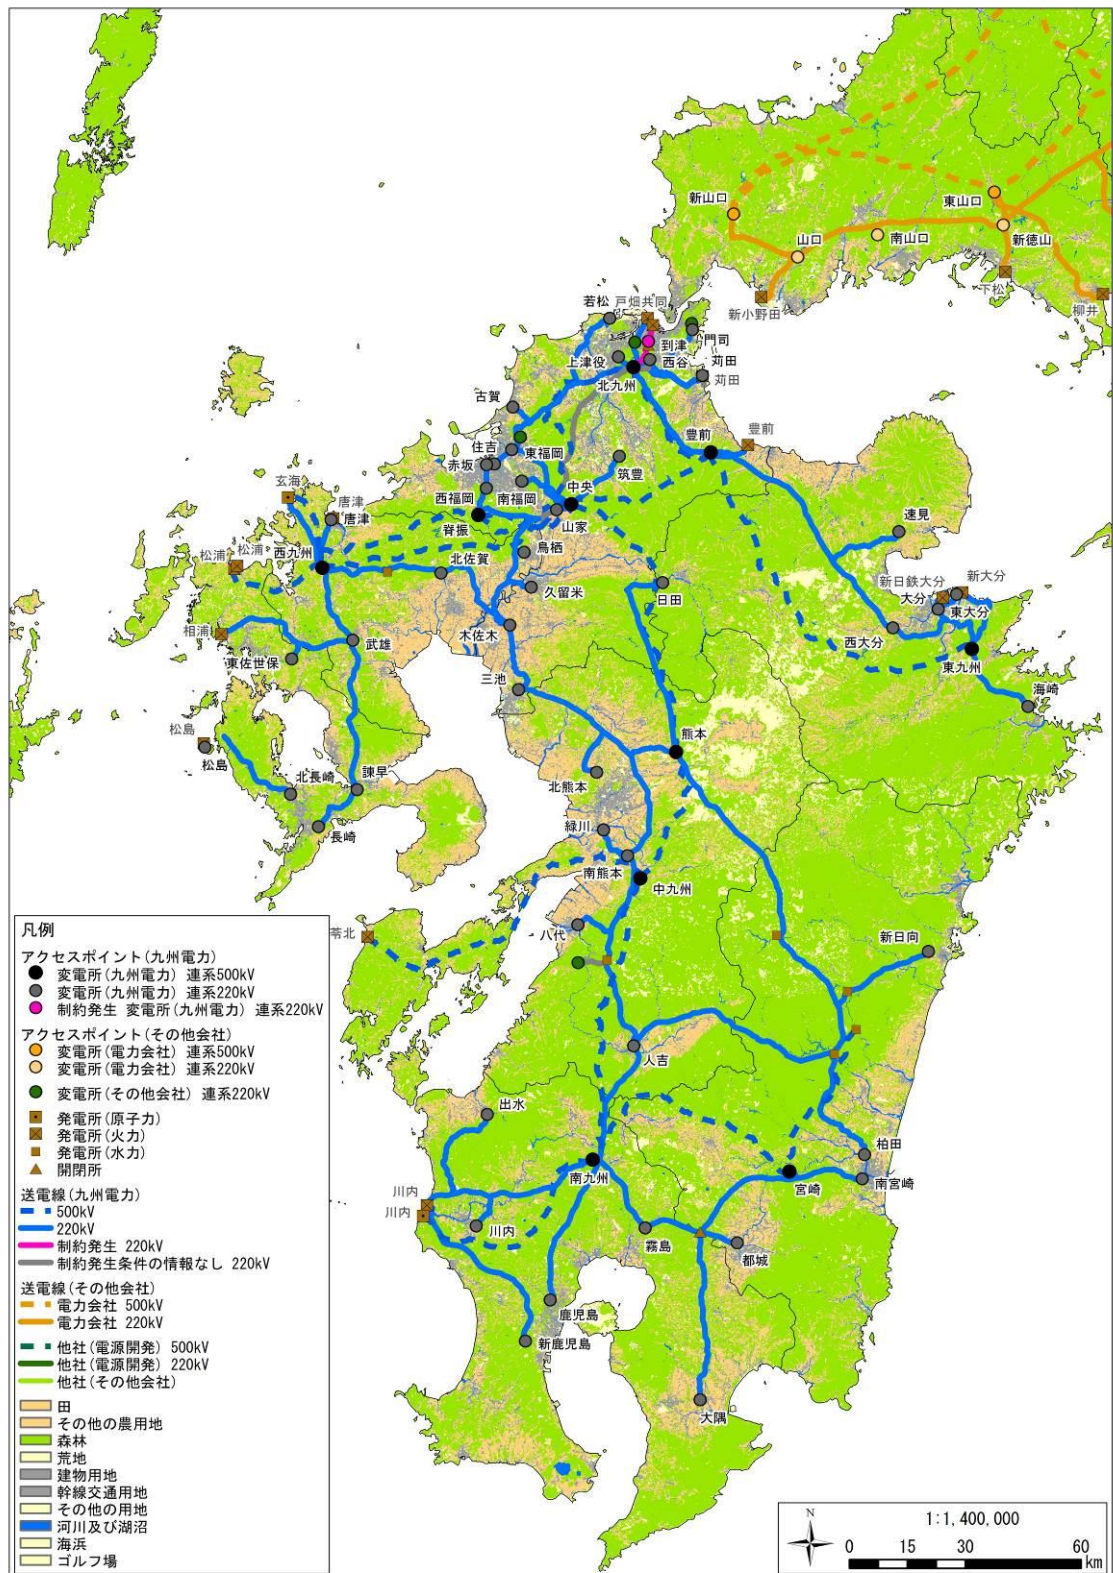 新山口
東山口
山口
南山口
新徳山
下松
柳井
新小野田
若松
戸畑共同
門司
到津
上津役
西谷
苅田
北九州
苅田
古賀
豊前
豊前
住吉
東福岡
赤坂
筑豊
玄海
西福岡
南福岡
中央
唐津
唐津
脊振
山家
速見
松浦
松浦
西九州
鳥栖
北佐賀
新日鉄大分
新大分
久留米
日田
大分
東大分
相浦
木佐木
西大分
武雄
東佐世保
東九州
三池
海崎
松島
松島
熊本
北長崎
諫早
北熊本
長崎
緑川
南熊本
中九州
苓北
八代
新日向
人吉
出水
柏田
南九州
宮崎
南宮崎
川内
川内
川内
霧島
都城
鹿児島
新鹿児島
大隅
凡例
アクセスポイント(九州電力)
変電所(九州電力) 連系500kV
変電所(九州電力) 連系220kV
制約発生 変電所(九州電力) 連系220kV
アクセスポイント(その他会社)
変電所(電力会社) 連系500kV
変電所(電力会社) 連系220kV
変電所(その他会社) 連系220kV
発電所(原子力)
発電所(火力)
発電所(水力)
開閉所
送電線(九州電力)
500kV
220kV
制約発生 220kV
制約発生条件の情報なし 220kV
送電線(その他会社)
電力会社 500kV
電力会社 220kV
他社(電源開発) 500kV
他社(電源開発) 220kV
他社(その他会社)
田
その他の農用地
森林
荒地
建物用地
幹線交通用地
その他の用地
河川及び湖沼
海浜
ゴルフ場
N
1:1,400,000
0 15 30 60
km